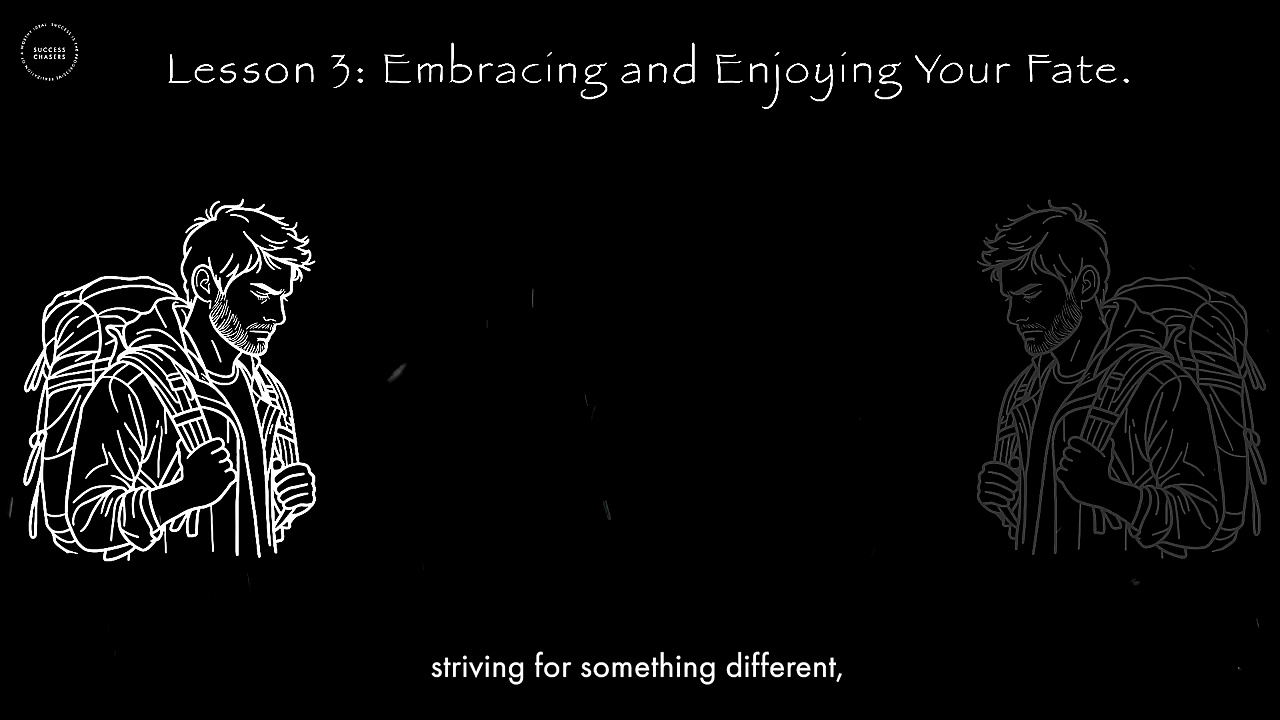 SUCCESS
CHASERS
Lesson 3: Embracing and Enjoying Your Fate.
striving for something different,